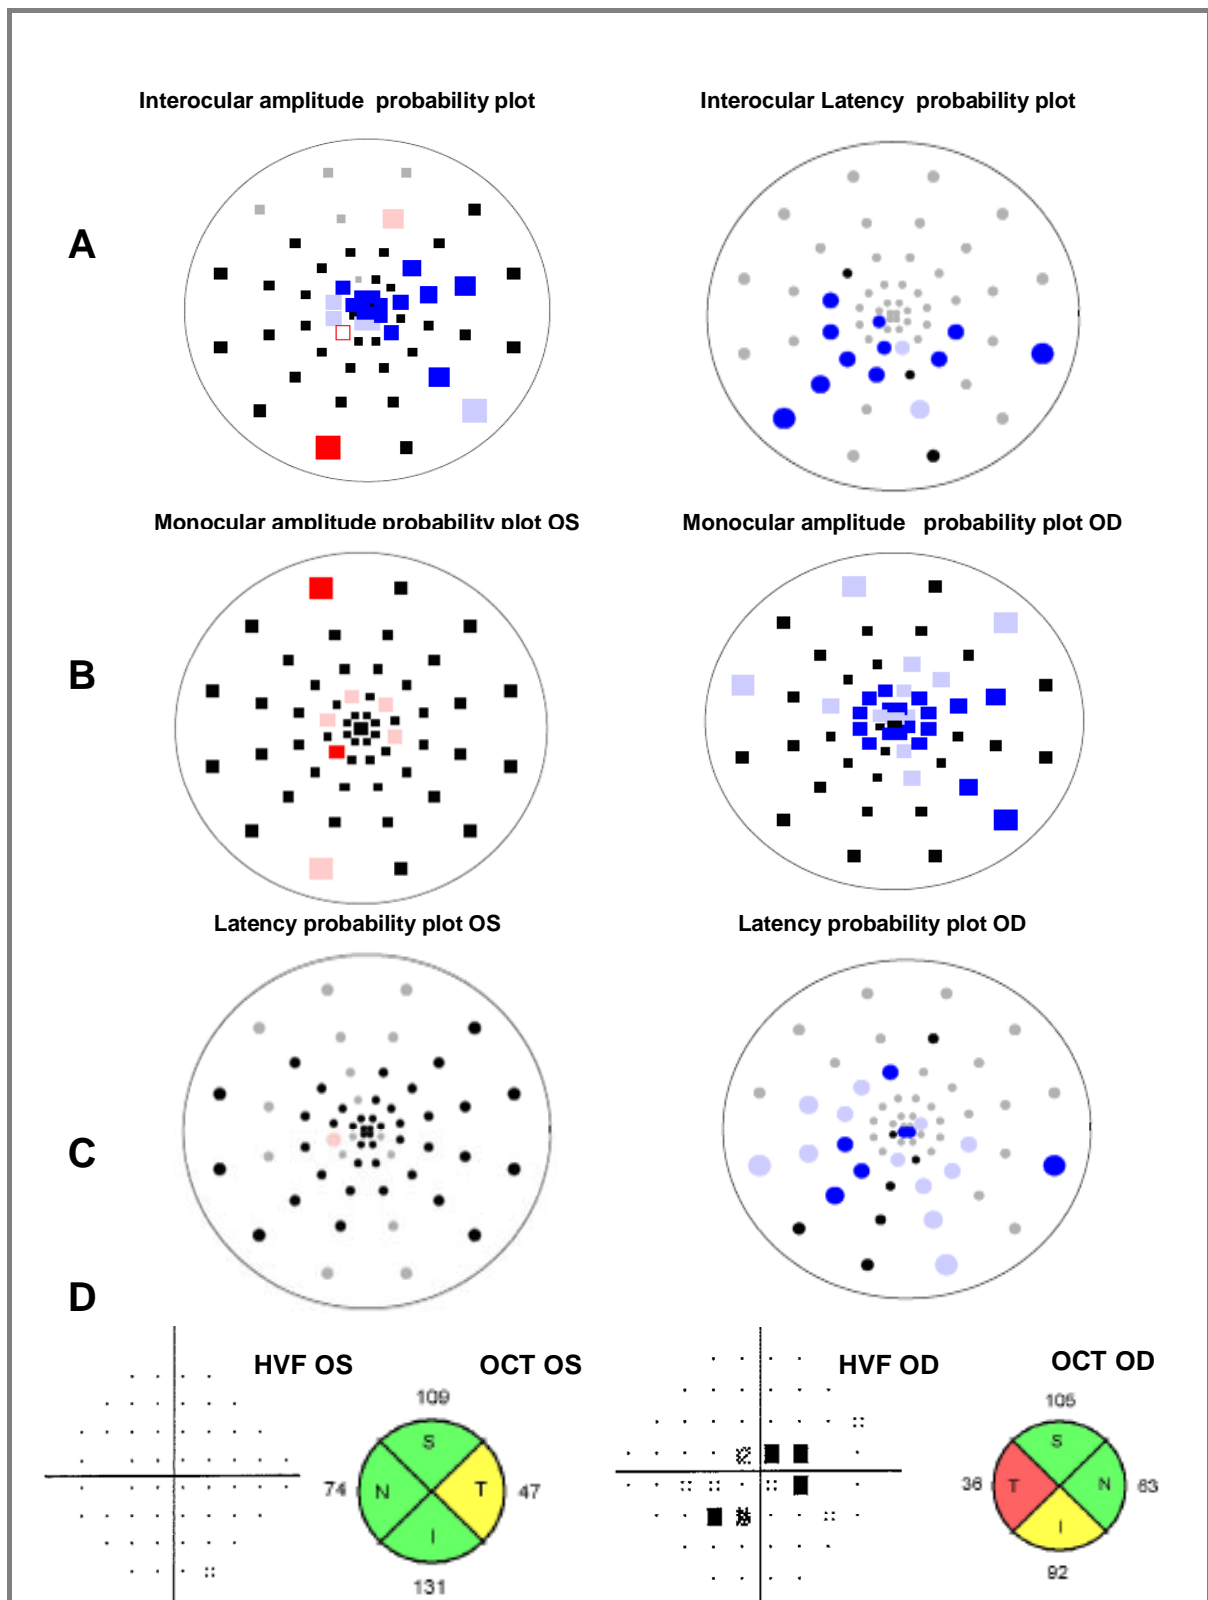 Interocular amplitude probability plot
Interocular Latency probability plot
A
Monocular amplitude probability plot OS
Monocular amplitude probability plot OD
B
Latency probability plot OS
Latency probability plot OD
C
D
HVF OS
OCT OS
HVF OD
OCT OD
109
S
74 N T 47
I
131
105
S
36 T N 63
I
92